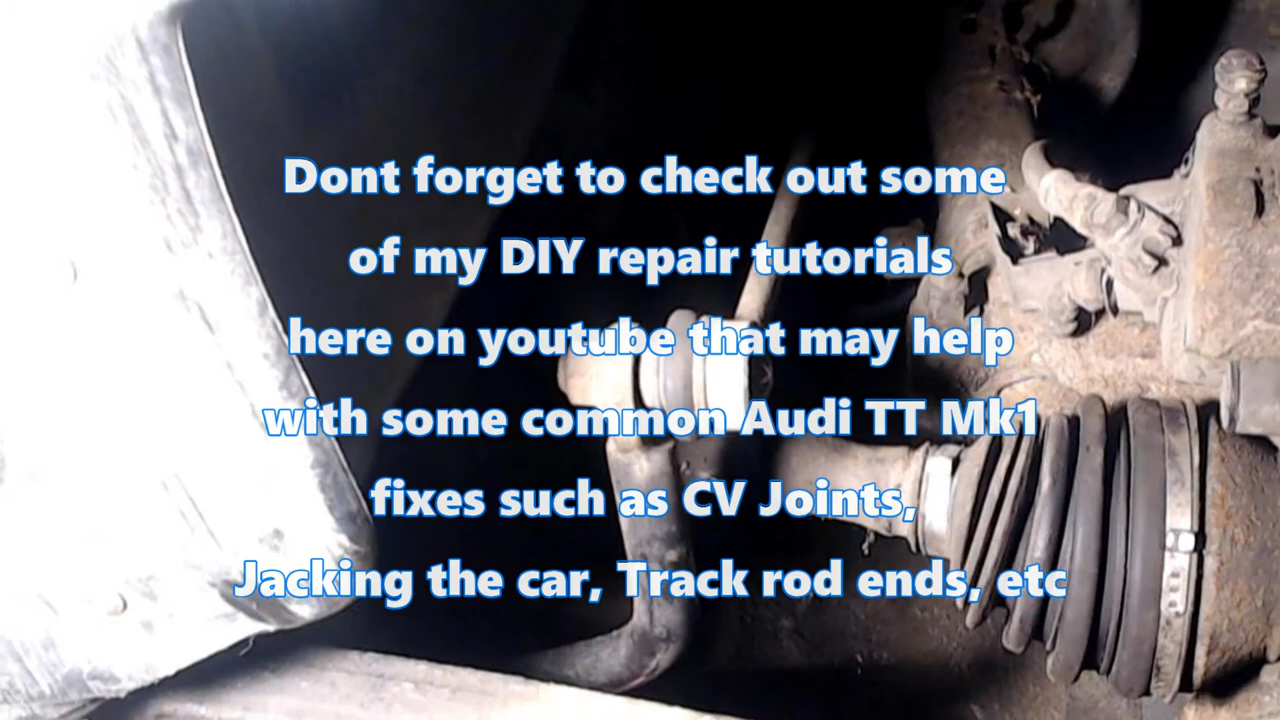 Dont forget to check out some
of my DIY repair tutorials
here on youtube that may help
with some common Audi TT Mk1
fixes such as CV Joints,
Jacking the car, Track rod ends, etc